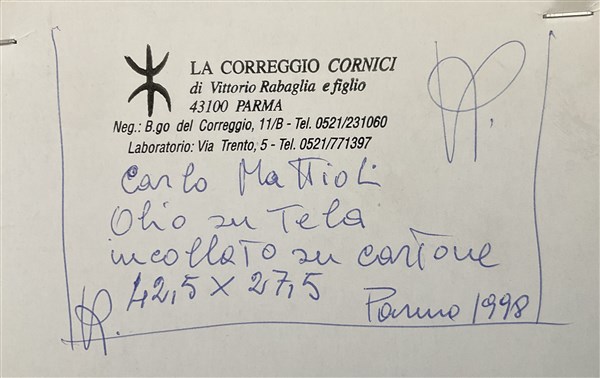 LA CORREGGIO CORNICI
di Vittorio Rabaglia e figlio
43100 PARMA
Neg.: B.go del Correggio, 11/B - Tel. 0521/231060
Laboratorio: Via Trento, 5 - Tel. 0521/771397
Carlo Mattioli
Olio su Tela
incollato su cartone
42,5 x 27,5
Parma 1998